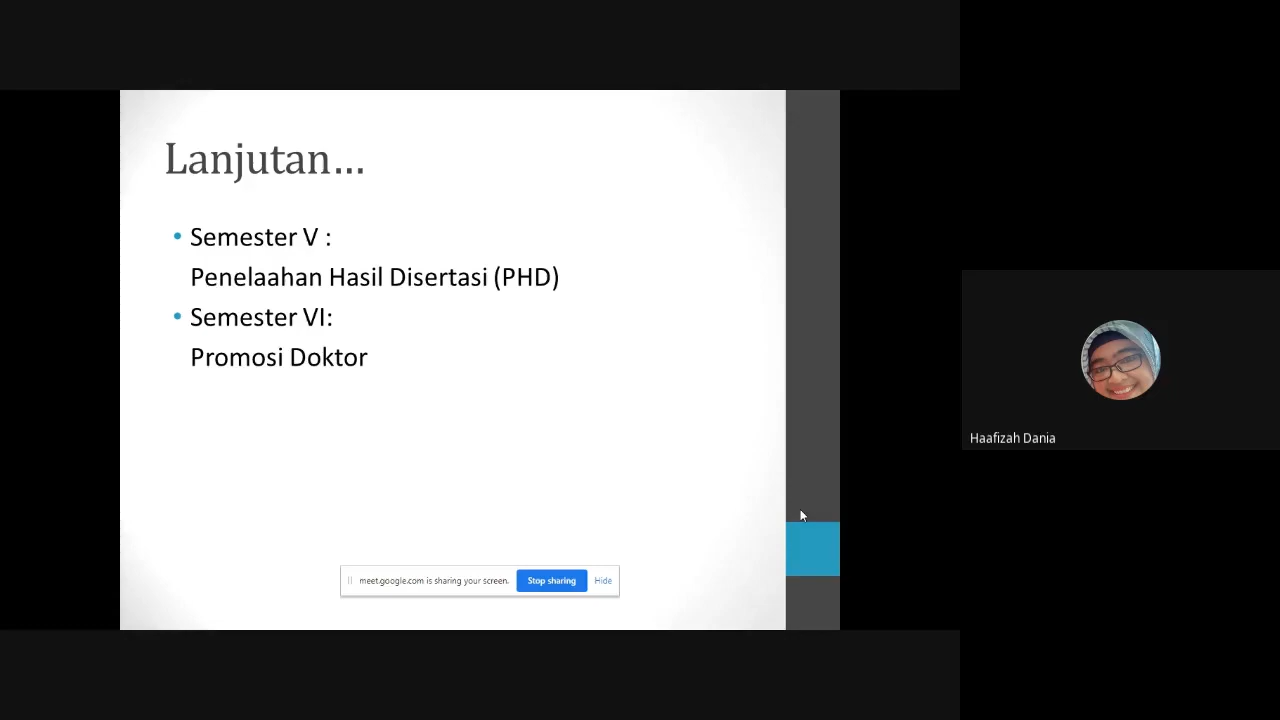 Lanjutan...
• Semester V :
Penelaahan Hasil Disertasi (PHD)
• Semester VI:
Promosi Doktor
meet.google.com is sharing your screen. Stop sharing Hide
Haafizah Dania